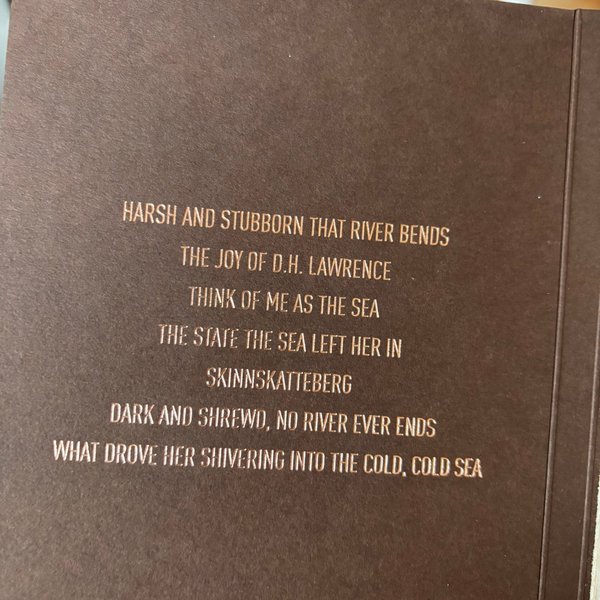 HARSH AND STUBBORN THAT RIVER BENDS
THE JOY OF D.H. LAWRENCE
THINK OF ME AS THE SEA
THE STATE THE SEA LEFT HER IN
SKINNSKATTEBERG
DARK AND SHREWD, NO RIVER EVER ENDS
WHAT DROVE HER SHIVERING INTO THE COLD, COLD SEA